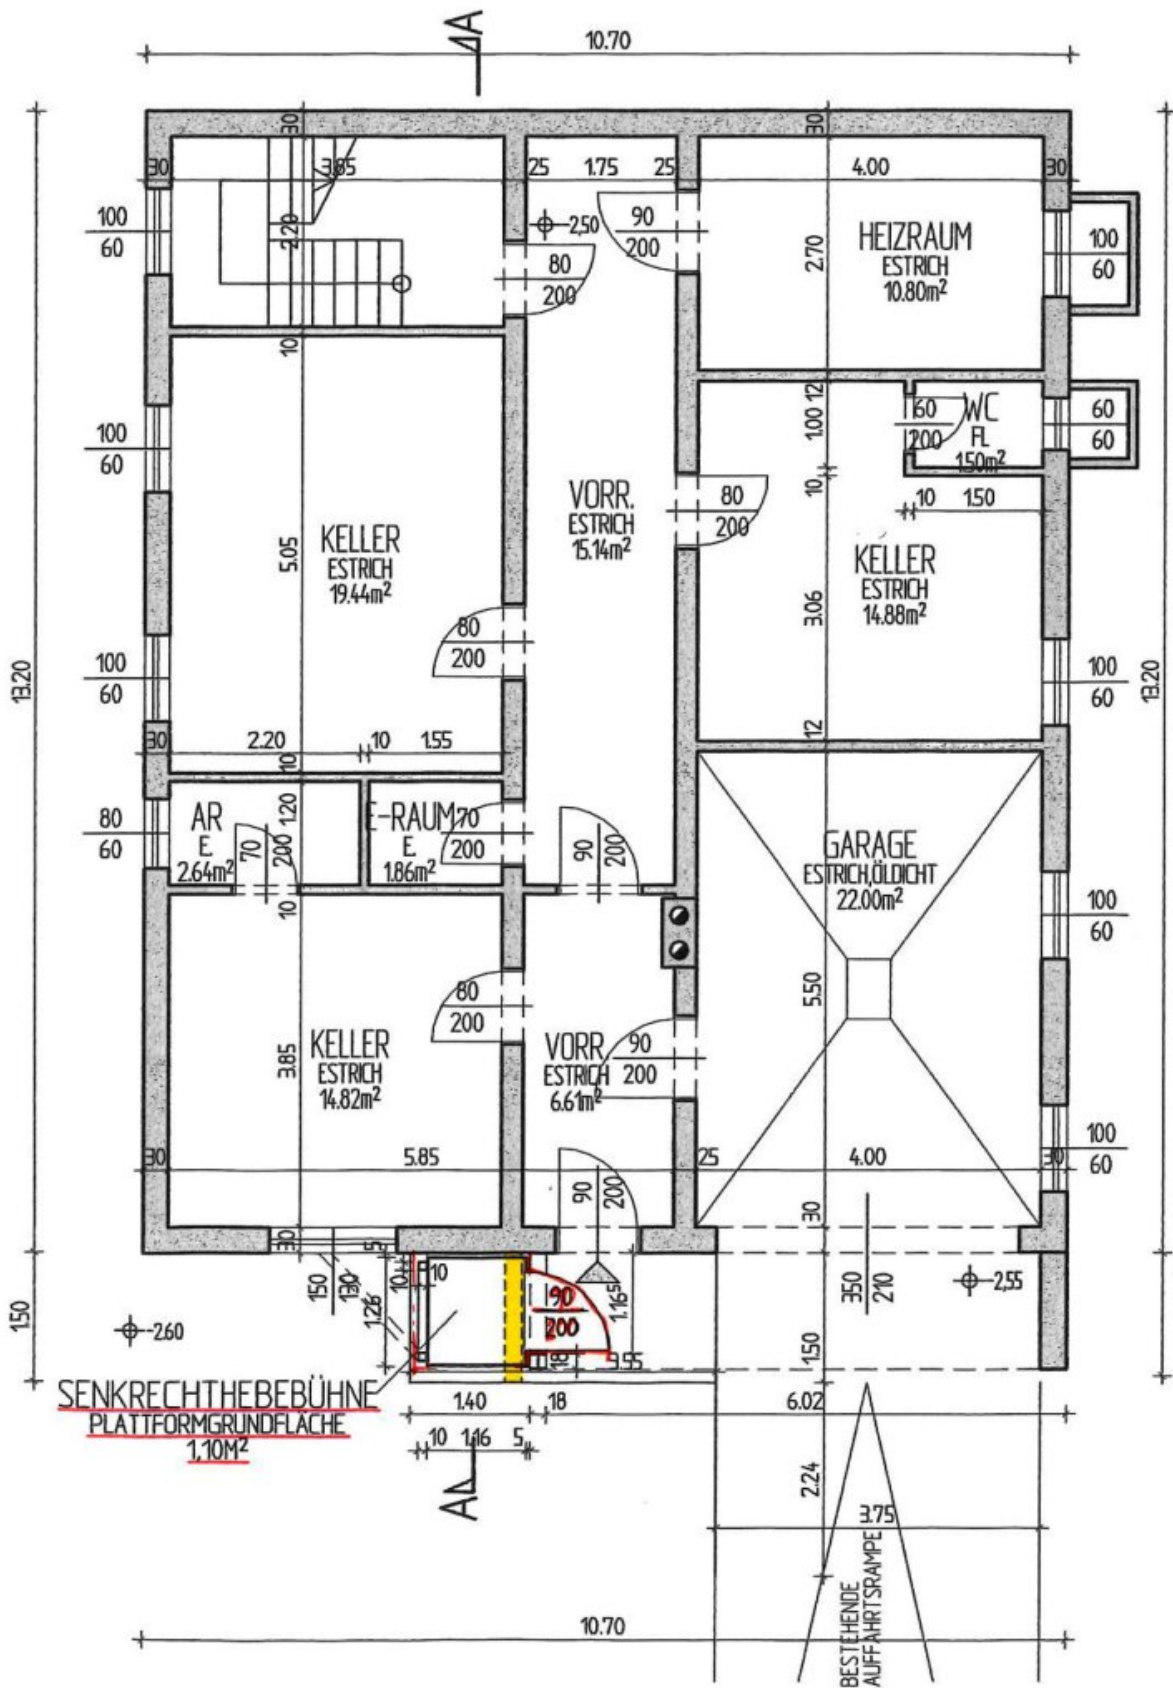 A
10.70
30
30
30
3.85
25
1.75
25
4.00
30
100
60
2.20
2,50
90
200
80
200
HEIZRAUM
ESTRICH
10.80m²
2.70
100
60
10
100
60
12
1.00
60
200
WC
FL
1.50m²
60
60
10
10
1.50
VORR.
ESTRICH
15.14m²
80
200
KELLER
ESTRICH
19.44m²
5.05
KELLER
ESTRICH
14.88m²
3.06
80
200
13.20
13.20
100
60
100
60
30
2.20
10
1.55
10
12
80
60
AR
E.
2.64m²
70
200
1.20
E-RAUM
E.
1.86m²
70
200
90
200
GARAGE
ESTRICH,ÖLDICHT
22.00m²
10
100
60
5.50
80
200
KELLER
ESTRICH
14.82m²
3.85
VORR.
ESTRICH
6.61m²
90
200
100
60
30
5.85
25
4.00
30
90
200
30
30
5
150
130
10
10
1.26
90
200
1.16⁵
350
210
-2,55
1.50
-2.60
18
3.55
1.50
SENKRECHTHEBEBÜHNE
PLATTFORMGRUNDFLÄCHE
1,10M²
1.40
18
6.02
10
1.16
5
A
2.24
3.75
BESTEHENDE
AUFFAHRTSRAMPE
10.70